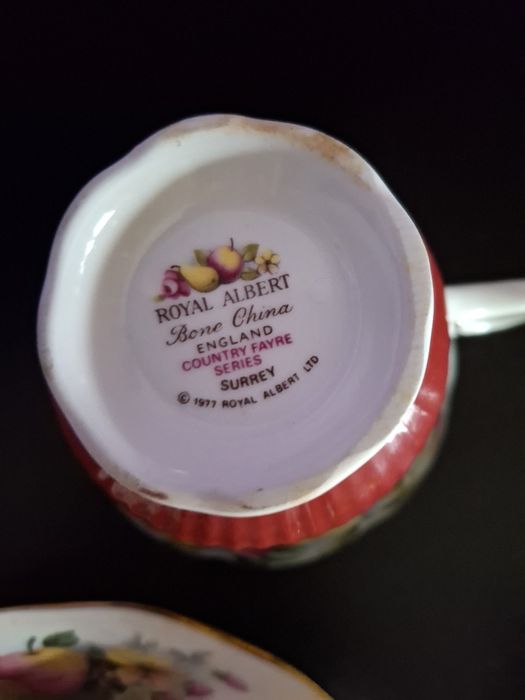 ROYAL ALBERT
Bone China
ENGLAND
COUNTRY FAYRE
SERIES
SURREY
© 1977 ROYAL ALBERT LTD